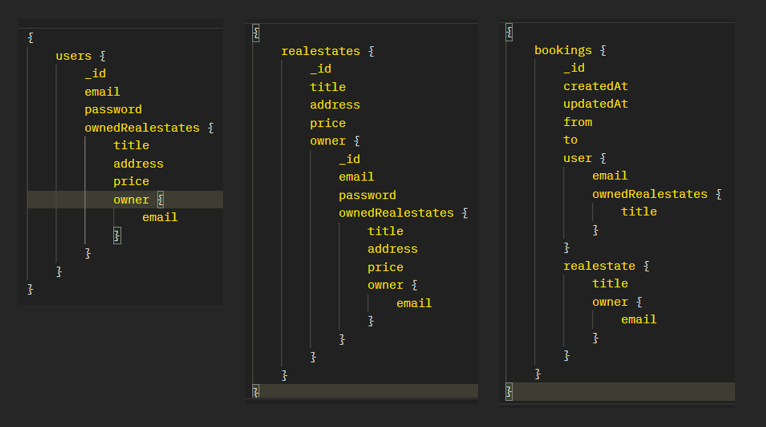 {
users {
_id
email
password
ownedRealestates {
title
address
price
owner {
email
}
}
}
}
{
realestates {
_id
title
address
price
owner {
_id
email
password
ownedRealestates {
title
address
price
owner {
email
}
}
}
}
}
{
bookings {
_id
createdAt
updatedAt
from
to
user {
email
ownedRealestates {
title
}
}
realestate {
title
owner {
email
}
}
}
}